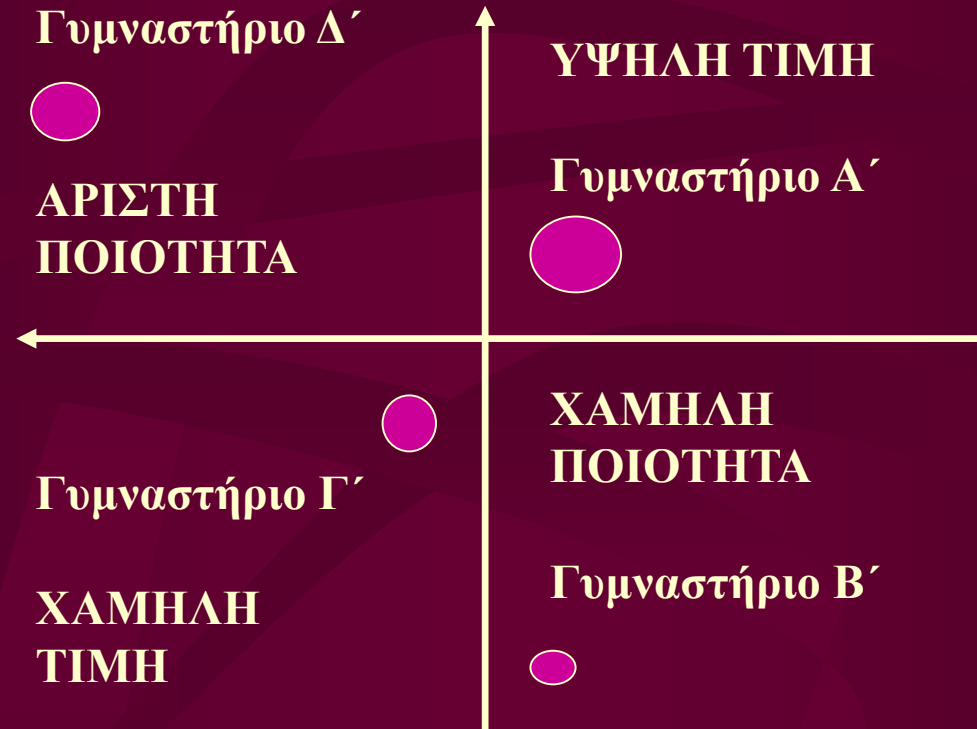 Γυμναστήριο Δ΄
ΑΡΙΣΤΗ
ΠΟΙΟΤΗΤΑ
ΥΨΗΛΗ ΤΙΜΗ
Γυμναστήριο Α΄
Γυμναστήριο Γ΄
ΧΑΜΗΛΗ
ΤΙΜΗ
ΧΑΜΗΛΗ
ΠΟΙΟΤΗΤΑ
Γυμναστήριο Β΄